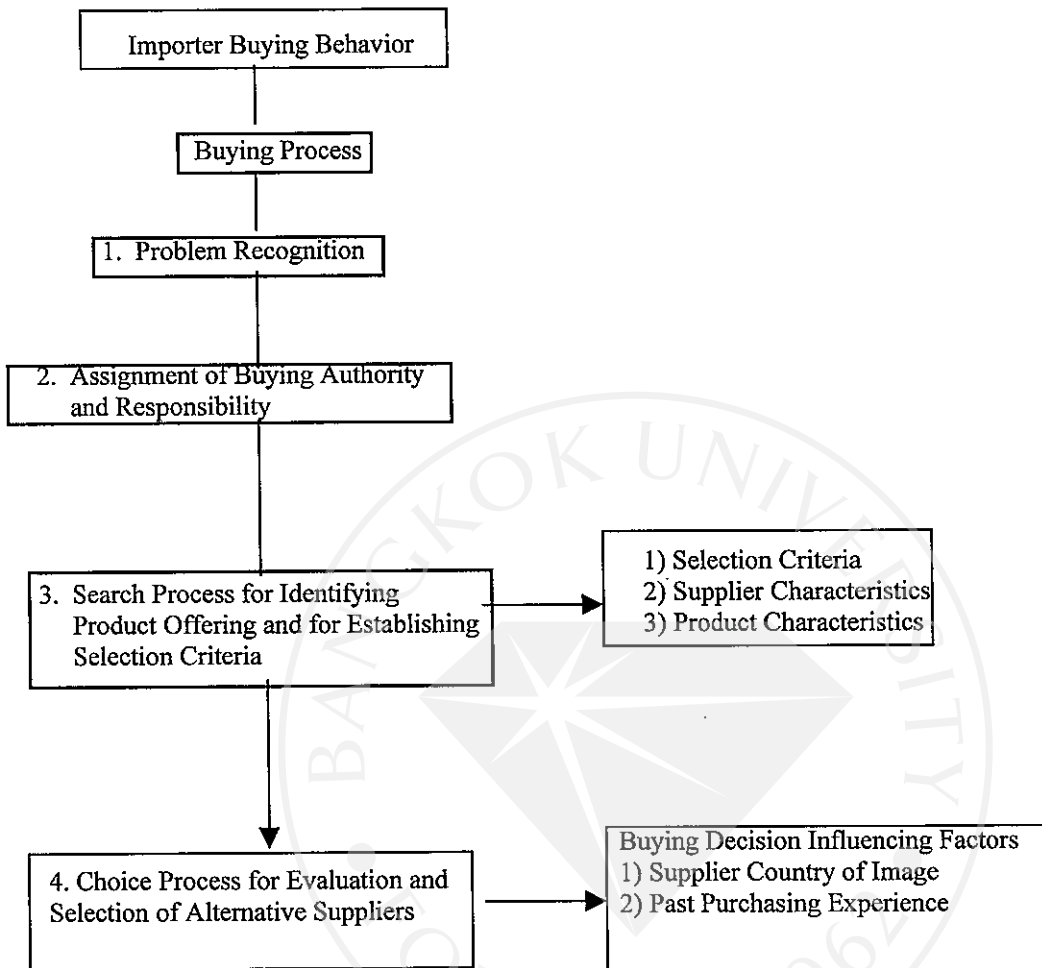 Importer Buying Behavior
Buying Process
1. Problem Recognition
2. Assignment of Buying Authority
and Responsibility
3. Search Process for Identifying
Product Offering and for Establishing
Selection Criteria
1) Selection Criteria
2) Supplier Characteristics
3) Product Characteristics
4. Choice Process for Evaluation and
Selection of Alternative Suppliers
Buying Decision Influencing Factors
1) Supplier Country of Image
2) Past Purchasing Experience
BANGKOK UNIVERSITY